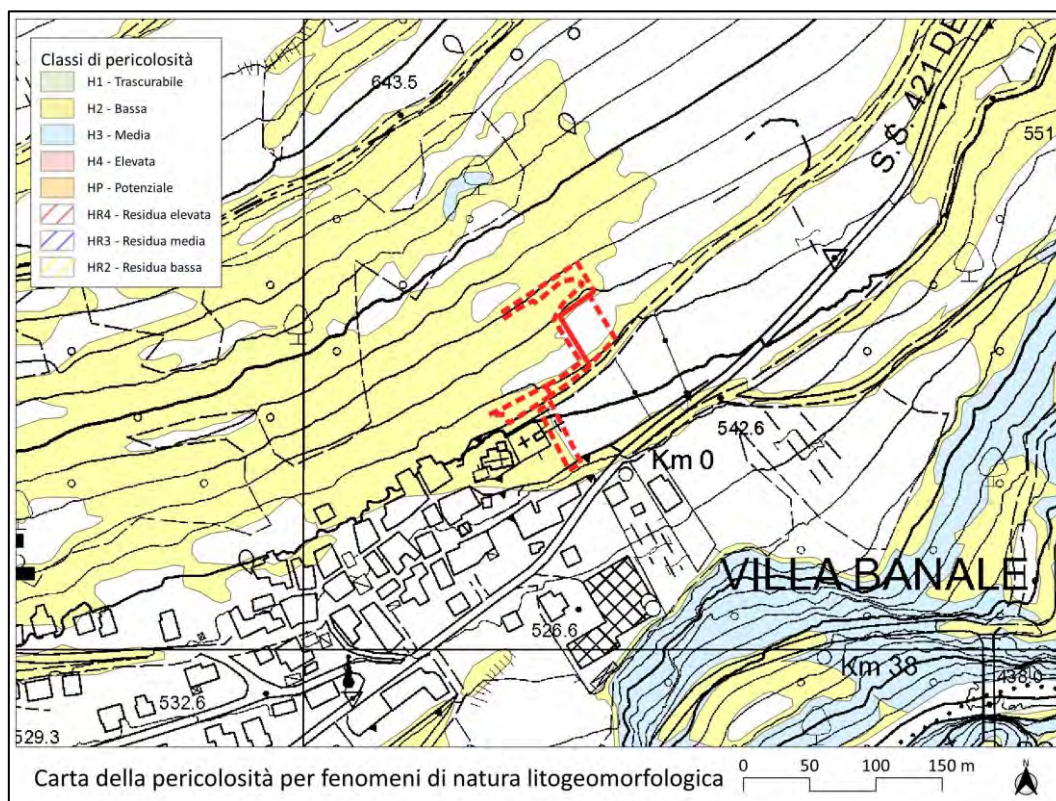 Classi di pericolosità
H1 - Trascurabile
H2 - Bassa
H3 - Media
H4 - Elevata
HP - Potenziale
HR4 - Residua elevata
HR3 - Residua media
HR2 - Residua bassa
643.5
S.S. 421 DE
551
Km 0
542.6
VILLA BANALE
526.6
Km 38
438.0
532.6
529.3
Carta della pericolosità per fenomeni di natura litogeomorfologica
0 50 100 150 m
N